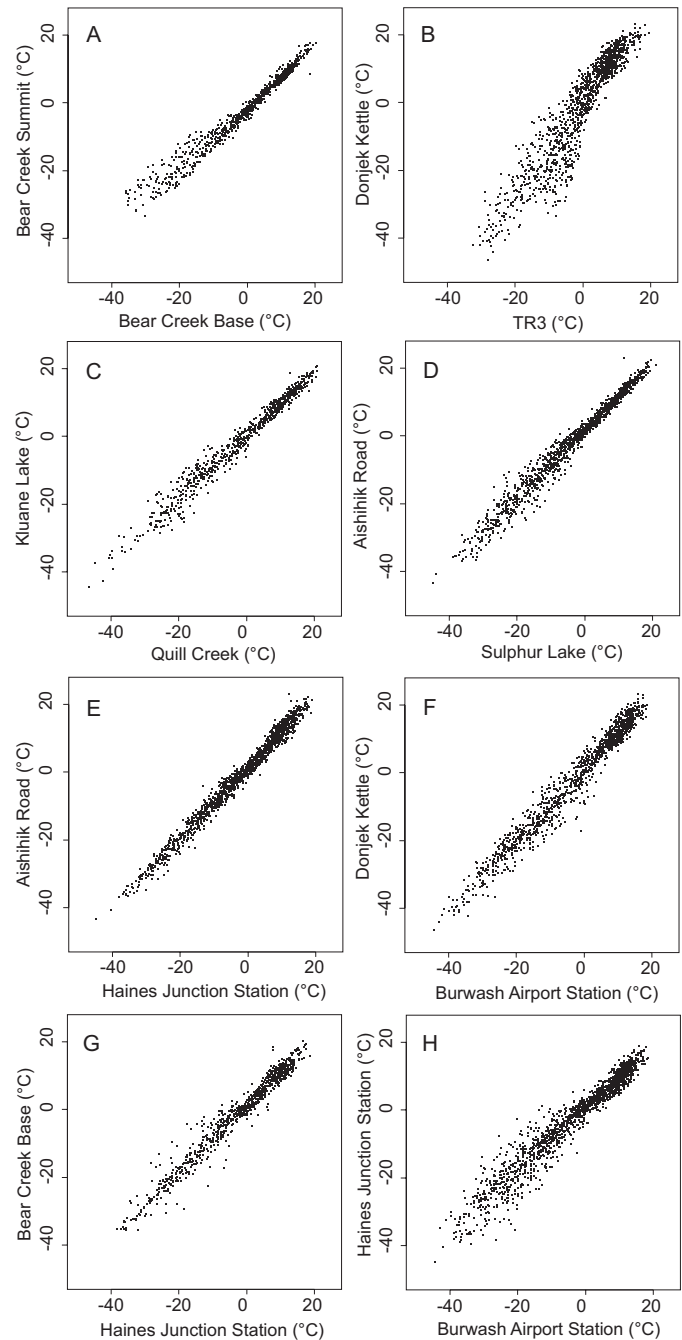 A
Bear Creek Summit (°C)
20
0
-20
-40
-40 -20 0 20
Bear Creek Base (°C)
B
Donjek Kettle (°C)
20
0
-20
-40
-40 -20 0 20
TR3 (°C)
C
Kluane Lake (°C)
20
0
-20
-40
-40 -20 0 20
Quill Creek (°C)
D
Aishihik Road (°C)
20
0
-20
-40
-40 -20 0 20
Sulphur Lake (°C)
E
Aishihik Road (°C)
20
0
-20
-40
-40 -20 0 20
Haines Junction Station (°C)
F
Donjek Kettle (°C)
20
0
-20
-40
-40 -20 0 20
Burwash Airport Station (°C)
G
Bear Creek Base (°C)
20
0
-20
-40
-40 -20 0 20
Haines Junction Station (°C)
H
Haines Junction Station (°C)
20
0
-20
-40
-40 -20 0 20
Burwash Airport Station (°C)